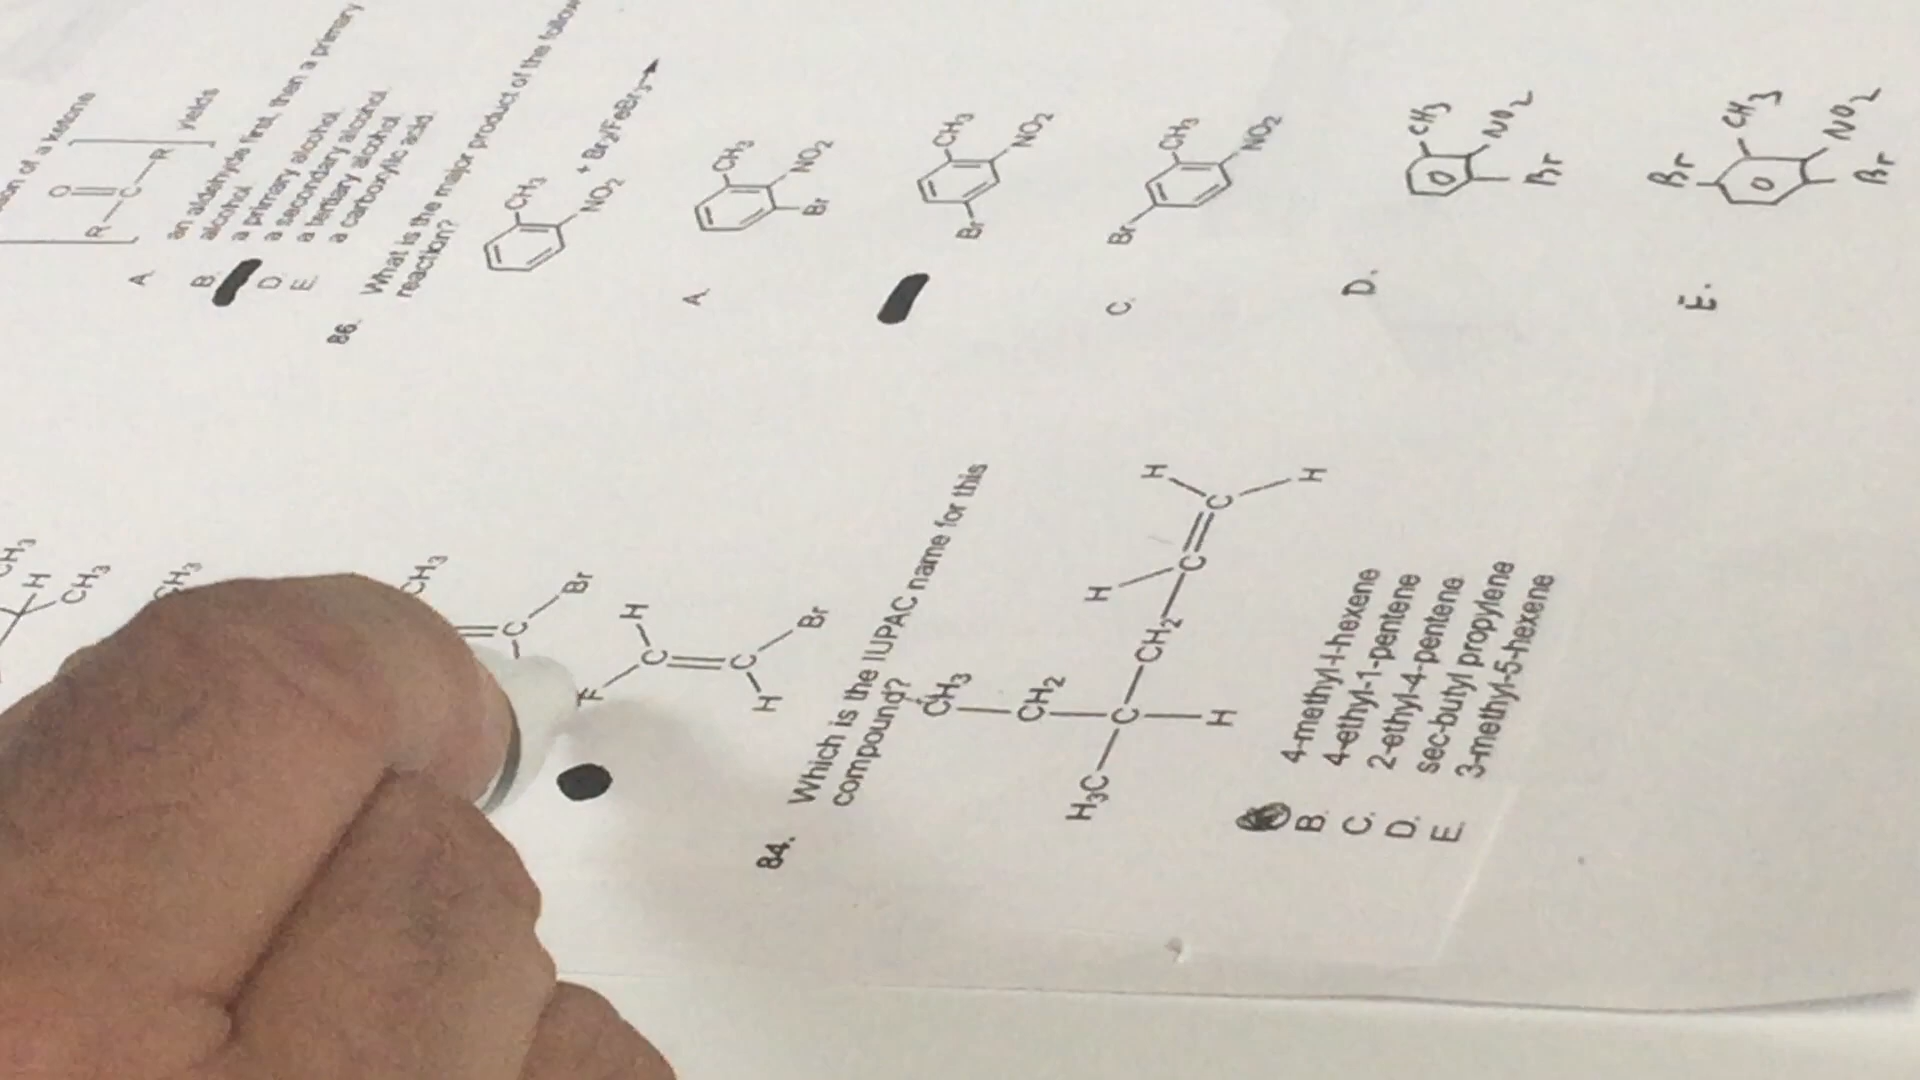 CH3
H
CH3
CH3
CH3
C
Br
F
H
C
C
H
Br
84. Which is the IUPAC name for this
compound?
CH3
CH2
H3C—C—CH2—C=C
H
H
H
H
4-methyl-1-hexene
B. 4-ethyl-1-pentene
C. 2-ethyl-4-pentene
D. sec-butyl propylene
E. 3-methyl-5-hexene
of a ketone
O
R—C—R
yields
A. an aldehyde first, then a primary
alcohol
B. a primary alcohol
a secondary alcohol
D. a tertiary alcohol
E. a carboxylic acid
86. What is the major product of the
reaction?
CH3
NO2 + Br2/FeBr3→
A.
CH3
NO2
Br
CH3
NO2
Br
C.
CH3
NO2
Br
D.
CH3
NO2
Br
E.
Br
CH3
NO2
Br